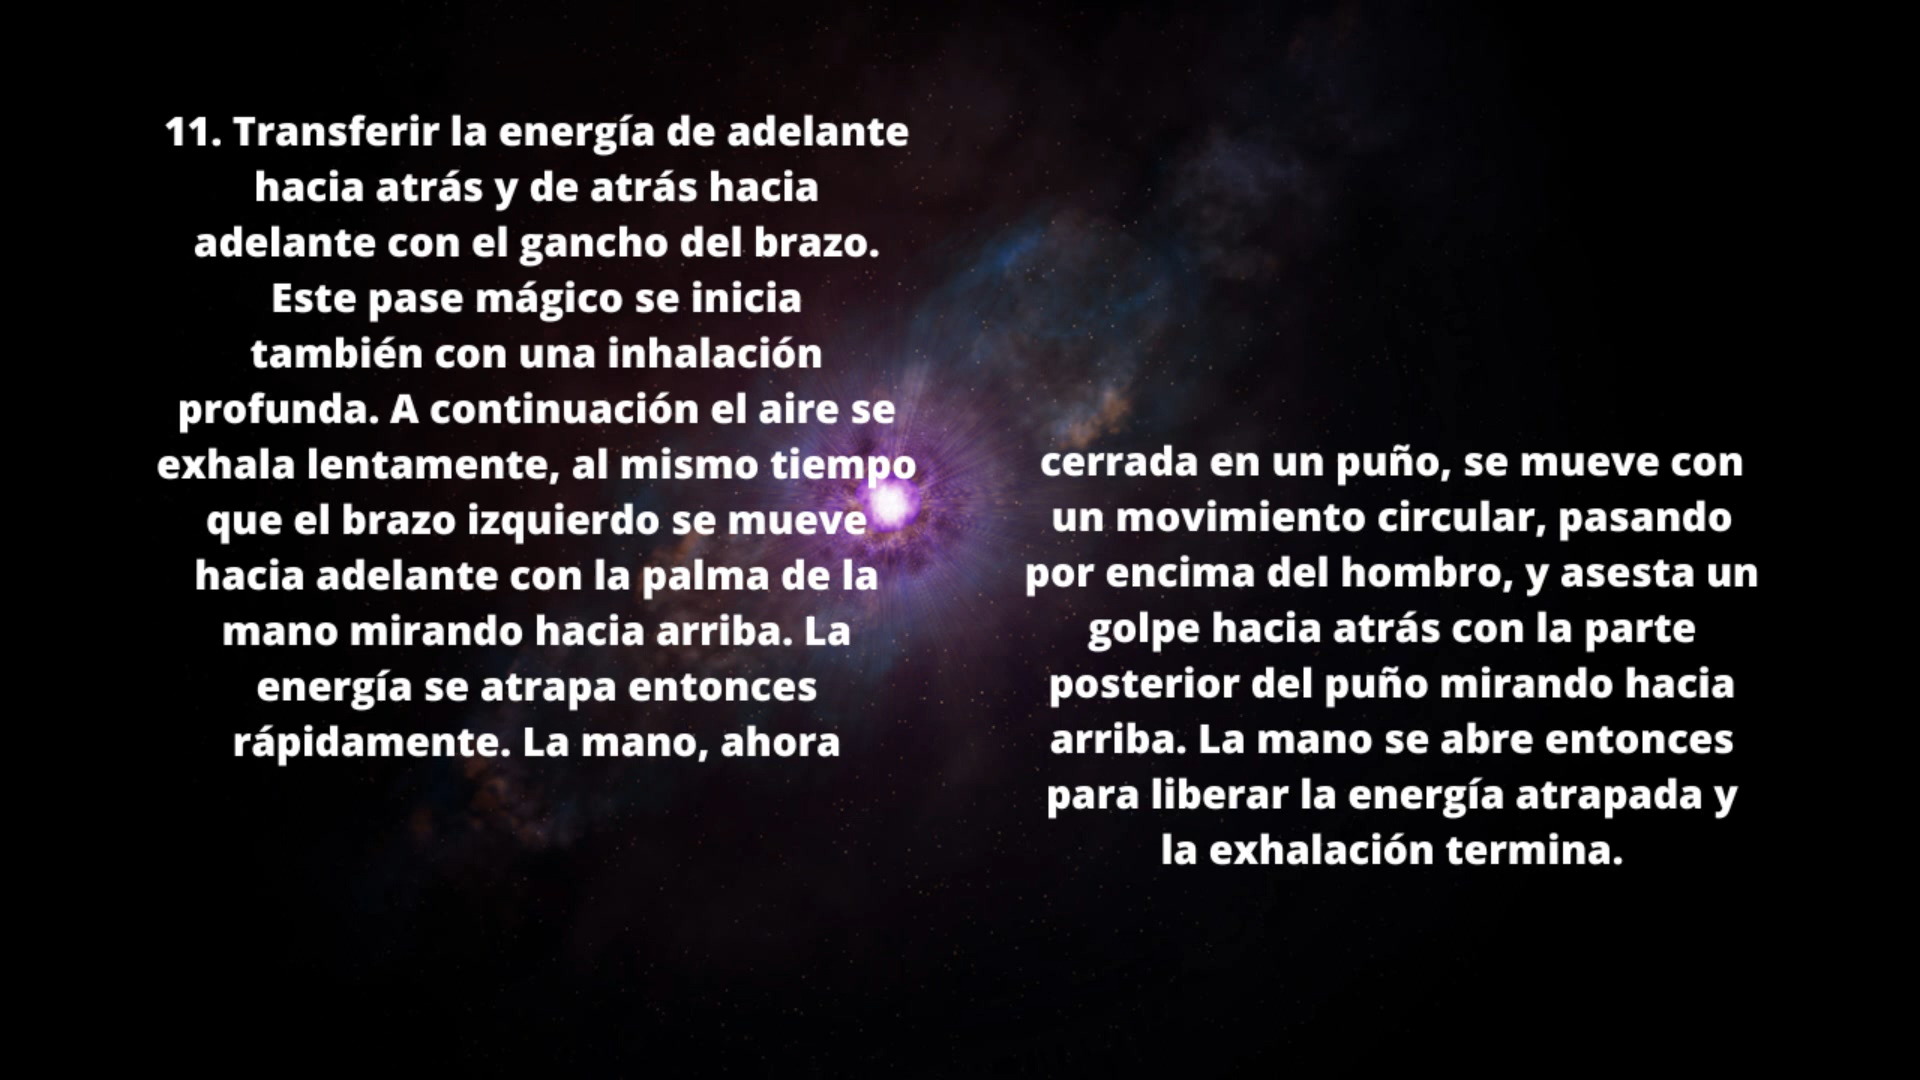 11. Transferir la energía de adelante
hacia atrás y de atrás hacia
adelante con el gancho del brazo.
Este pase mágico se inicia
también con una inhalación
profunda. A continuación el aire se
exhala lentamente, al mismo tiempo
que el brazo izquierdo se mueve
hacia adelante con la palma de la
mano mirando hacia arriba. La
energía se atrapa entonces
rápidamente. La mano, ahora
cerrada en un puño, se mueve con
un movimiento circular, pasando
por encima del hombro, y asesta un
golpe hacia atrás con la parte
posterior del puño mirando hacia
arriba. La mano se abre entonces
para liberar la energía atrapada y
la exhalación termina.